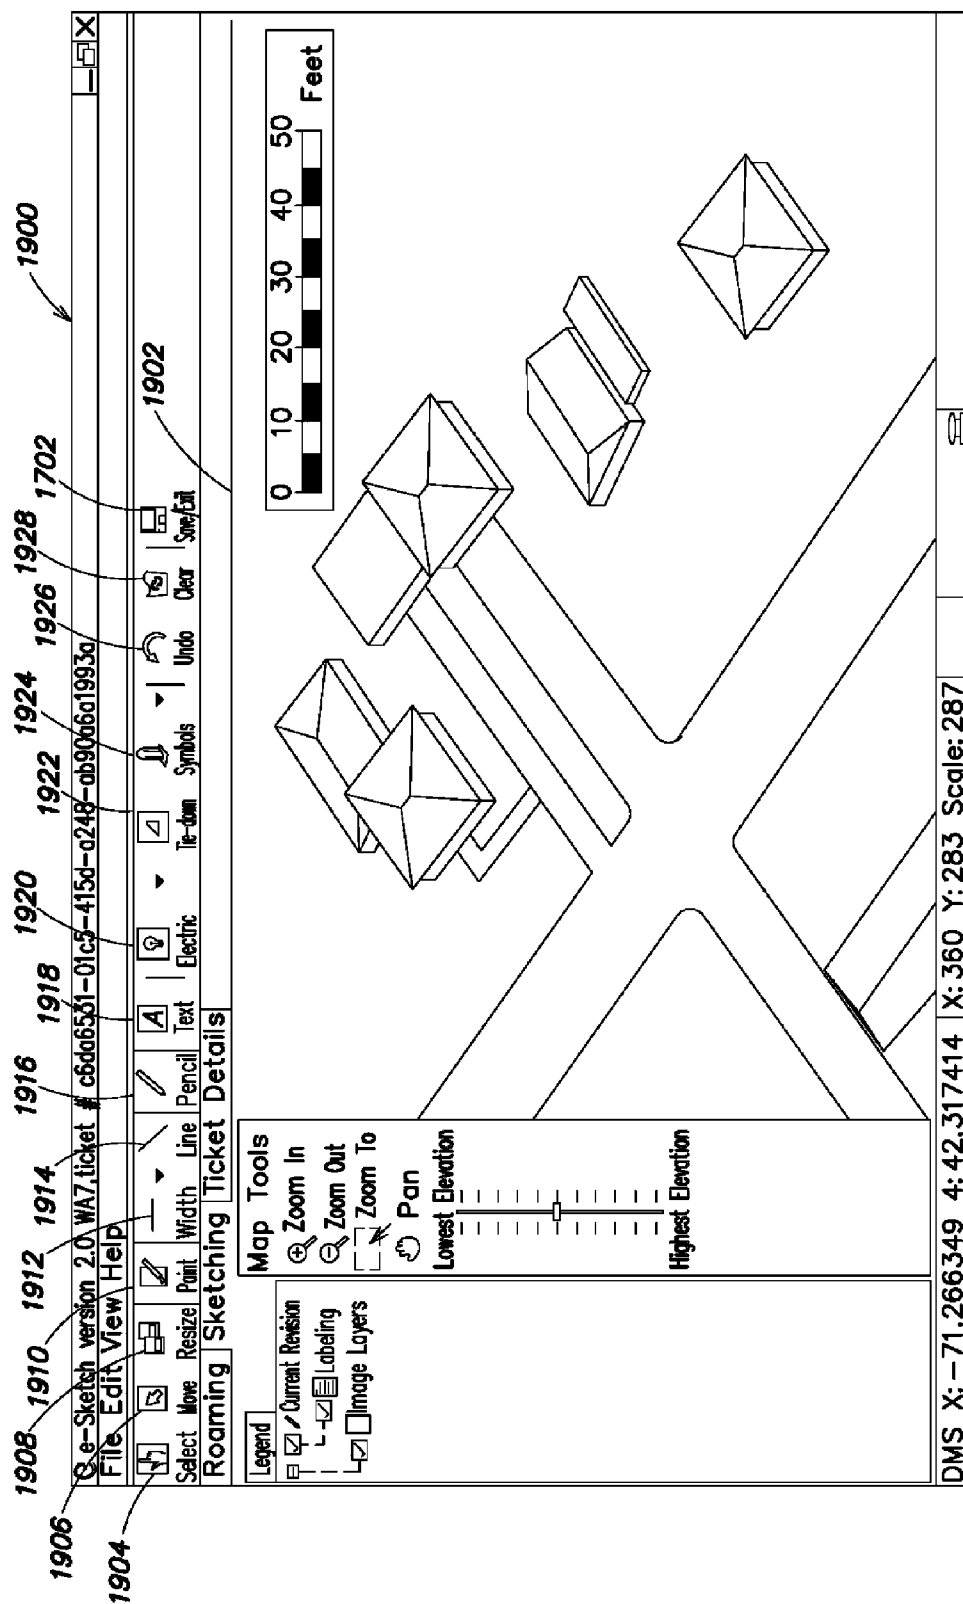 1900
1904
1906
1908
1910
1912
1914
1916
1918
1920
1922
1924
1926
1928
1702
1902
e-Sketch version 2.0 WA7,ticket # c6da6531-01c5-415d-a248-ab90a6a1993a
File Edit View Help
Select Move Resize Paint Width Line Pencil Text Electric Tie-down Symbols Undo Clear Save/Exit
Roaming Sketching Ticket Details
Legend
Current Revision
Labeling
Image Layers
Map Tools
Zoom In
Zoom Out
Zoom To
Pan
Lowest Elevation
Highest Elevation
0 10 20 30 40 50
Feet
DMS X: -71.266349 4: 42.317414 X: 360 Y: 283 Scale: 287